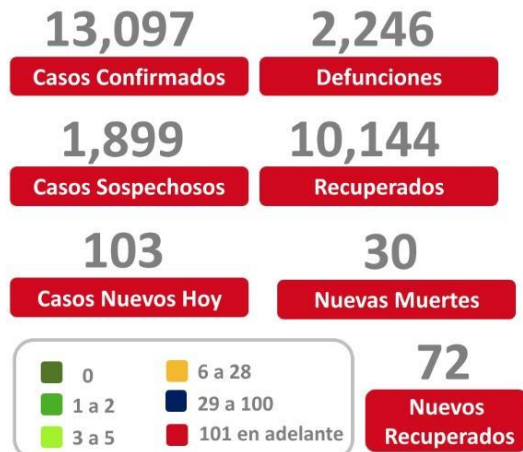 13,097
Casos Confirmados
2,246
Defunciones
1,899
Casos Sospechosos
10,144
Recuperados
103
Casos Nuevos Hoy
30
Nuevas Muertes
0
1 a 2
3 a 5
6 a 28
29 a 100
101 en adelante
72
Nuevos
Recuperados